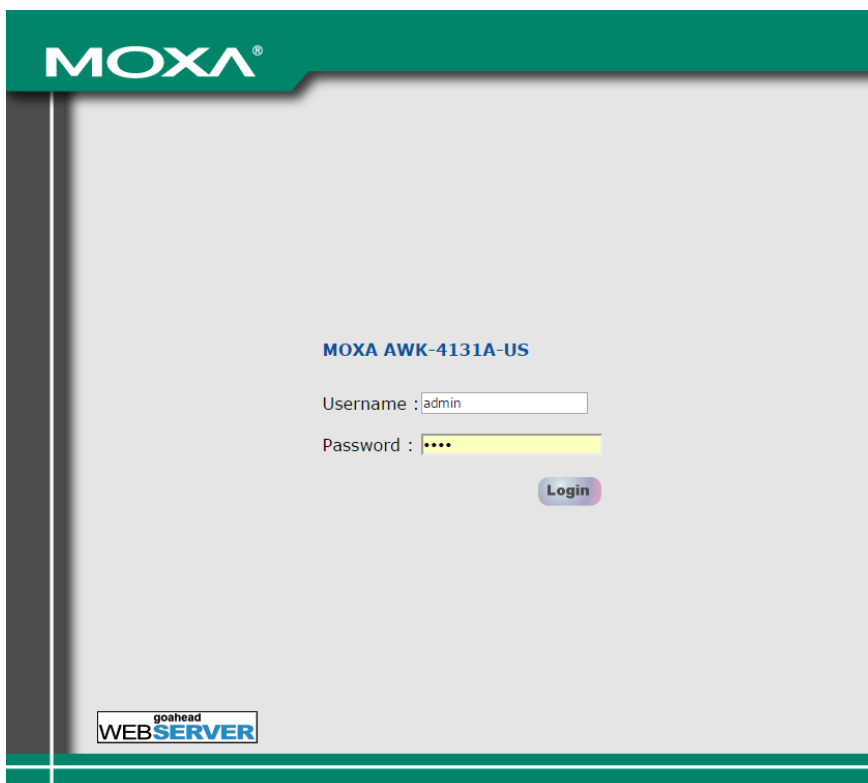 MOXA®
MOXA AWK-4131A-US
Username : admin
Password : ••••
Login
goahead
WEBSERVER